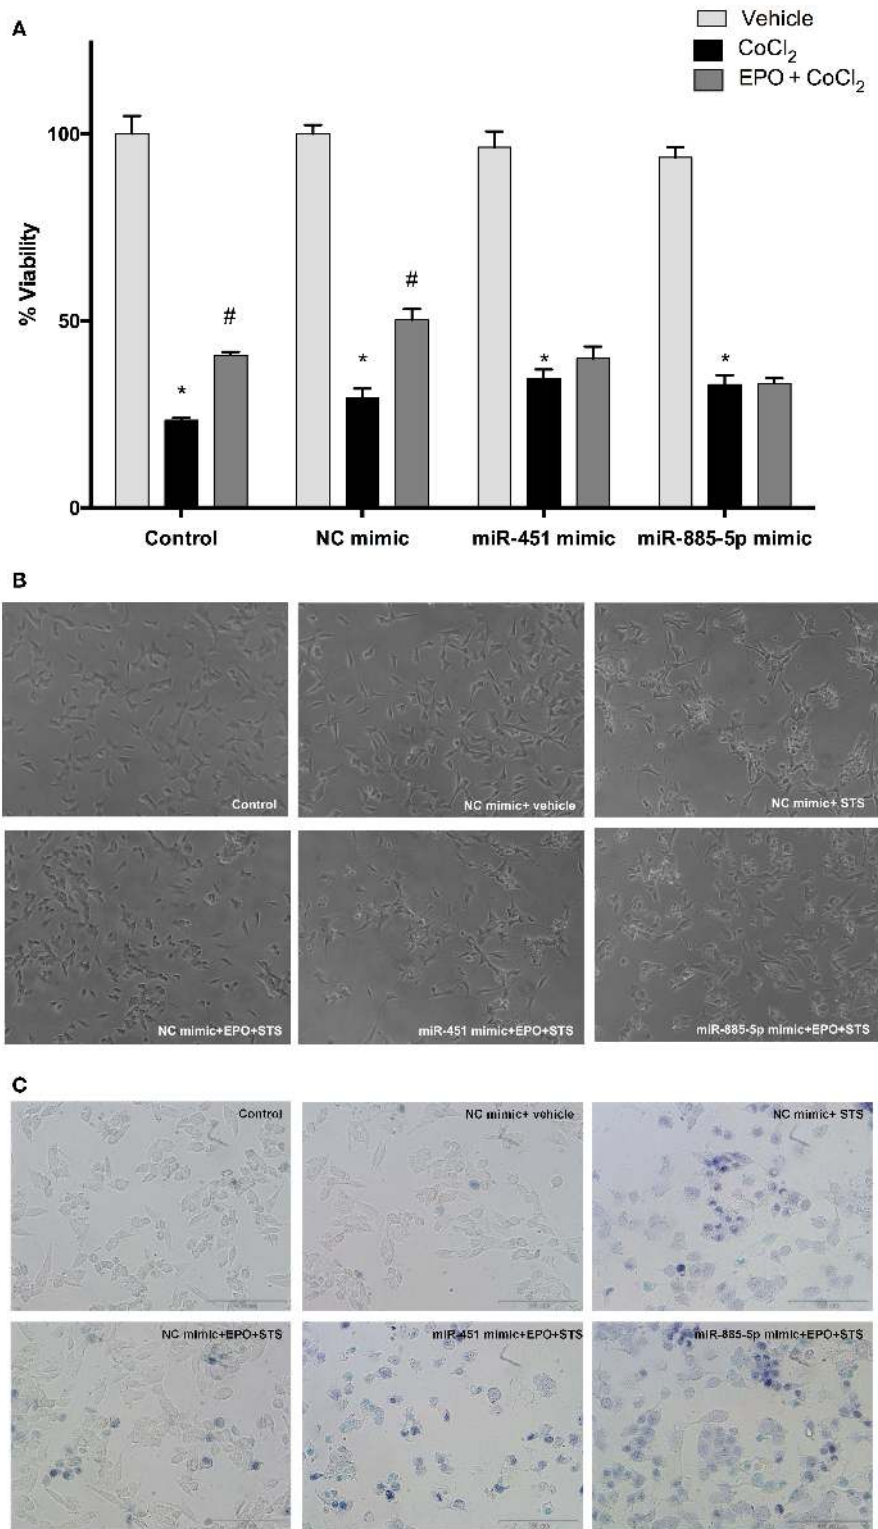 A
Vehicle
CoCl2
EPO + CoCl2
% Viability
100
50
0
* # * # * *
Control NC mimic miR-451 mimic miR-885-5p mimic
B
Control NC mimic+ vehicle NC mimic+ STS
NC mimic+EPO+STS miR-451 mimic+EPO+STS miR-885-5p mimic+EPO+STS
C
Control NC mimic+ vehicle NC mimic+ STS
NC mimic+EPO+STS miR-451 mimic+EPO+STS miR-885-5p mimic+EPO+STS